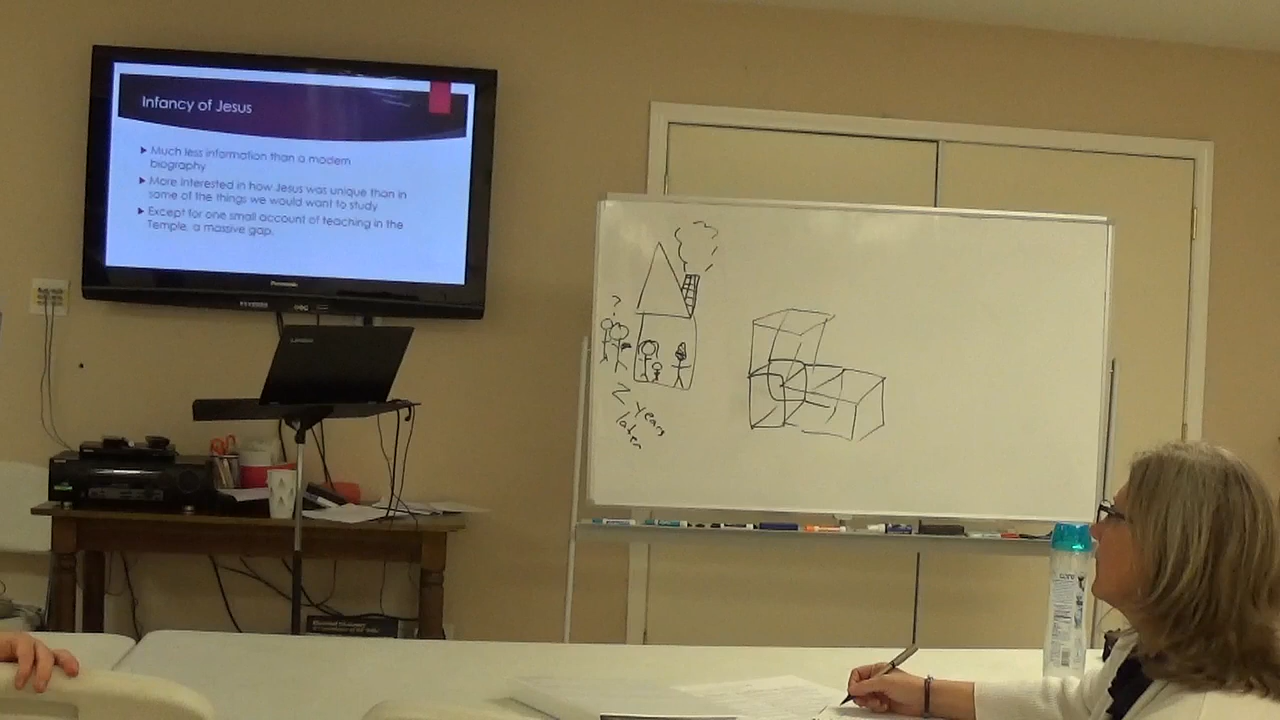 Infancy of Jesus
Much less information than a modern
biography
More interested in how Jesus was unique than in
some of the things we would want to study
Except for one small account of teaching in the
Temple, a massive gap.
Panasonic
Lenovo
?
2 years
later